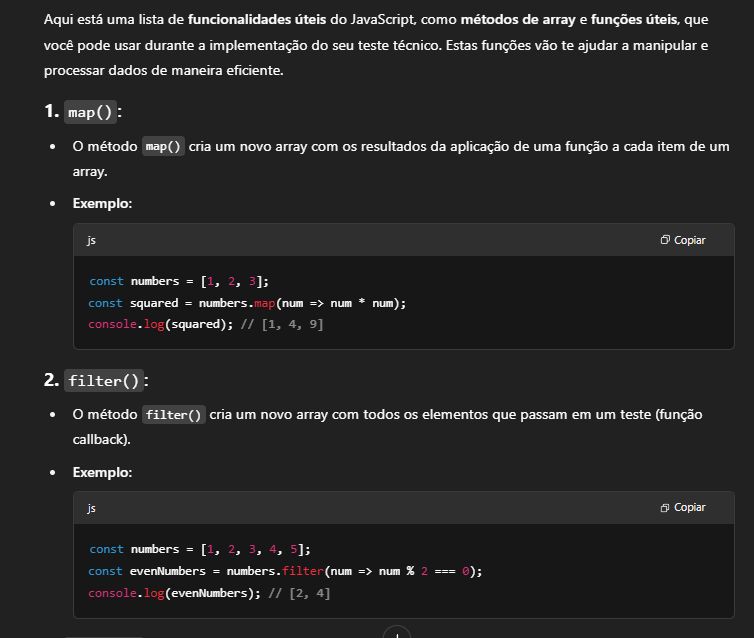 Aqui está uma lista de funcionalidades úteis do JavaScript, como métodos de array e funções úteis, que
você pode usar durante a implementação do seu teste técnico. Estas funções vão te ajudar a manipular e
processar dados de maneira eficiente.
1. map():
• O método map() cria um novo array com os resultados da aplicação de uma função a cada item de um
array.
• Exemplo:
js Copiar
const numbers = [1, 2, 3];
const squared = numbers.map(num => num * num);
console.log(squared); // [1, 4, 9]
2. filter():
• O método filter() cria um novo array com todos os elementos que passam em um teste (função
callback).
• Exemplo:
js Copiar
const numbers = [1, 2, 3, 4, 5];
const evenNumbers = numbers.filter(num => num % 2 === 0);
console.log(evenNumbers); // [2, 4]